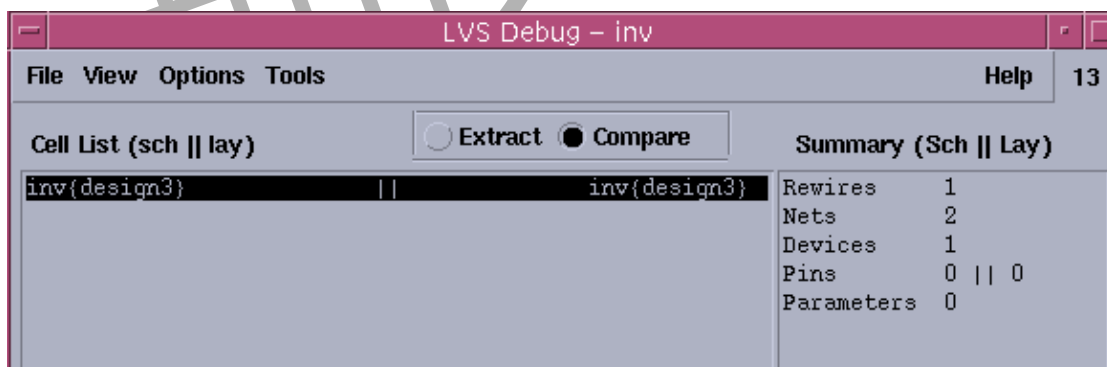 LVS Debug – inv
File View Options Tools Help 13
Cell List (sch || lay) Extract Compare Summary (Sch || Lay)
inv{design3} || inv{design3}
Rewires 1
Nets 2
Devices 1
Pins 0 || 0
Parameters 0